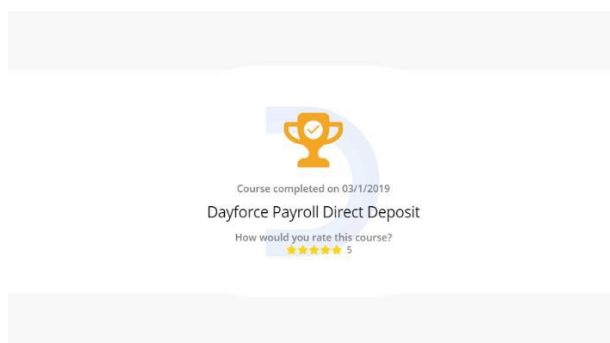 Course completed on 03/1/2019
Dayforce Payroll Direct Deposit
How would you rate this course?
5